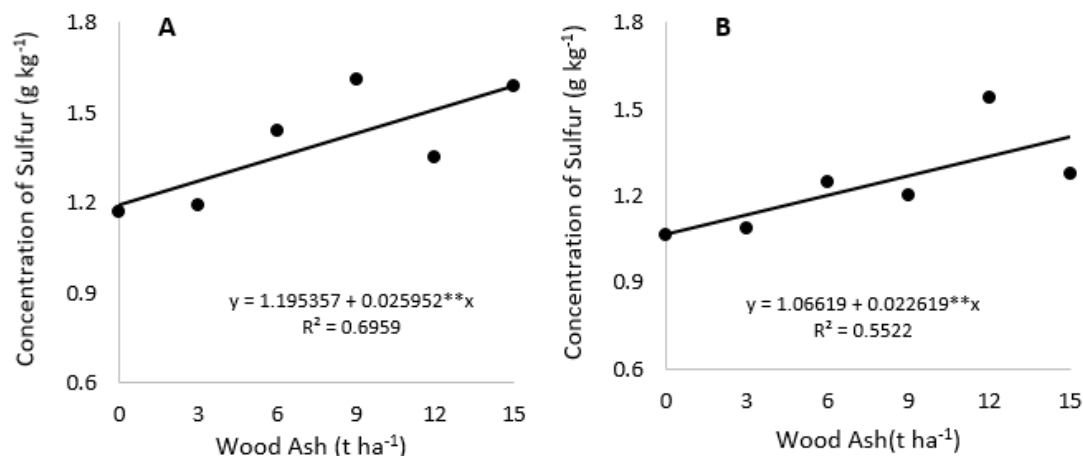 A
Concentration of Sulfur (g kg⁻¹)
1.8
1.5
1.2
0.9
0.6
y = 1.195357 + 0.025952**x
R² = 0.6959
0 3 6 9 12 15
Wood Ash (t ha⁻¹)
B
Concentration of Sulfur (g kg⁻¹)
1.8
1.5
1.2
0.9
0.6
y = 1.06619 + 0.022619**x
R² = 0.5522
0 3 6 9 12 15
Wood Ash(t ha⁻¹)